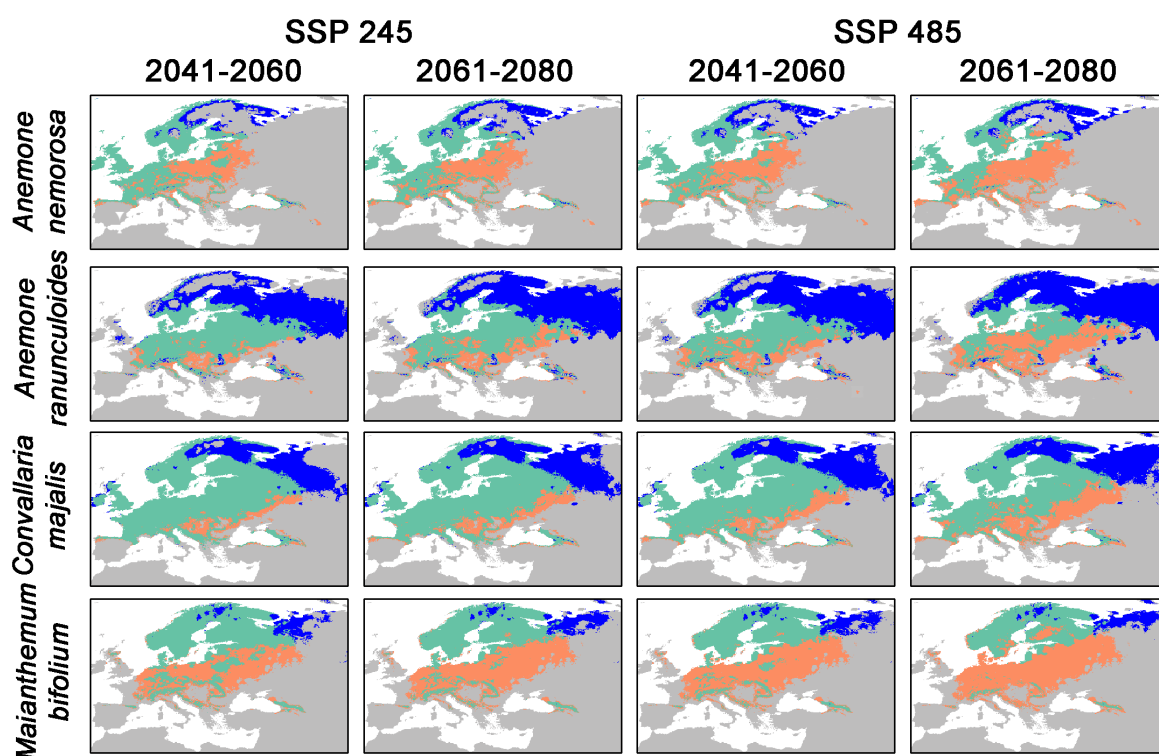 SSP 245 SSP 485
2041-2060 2061-2080 2041-2060 2061-2080
Anemone
nemorosa
Anemone
ranunculoides
Convallaria
majalis
Maianthemum
bifolium